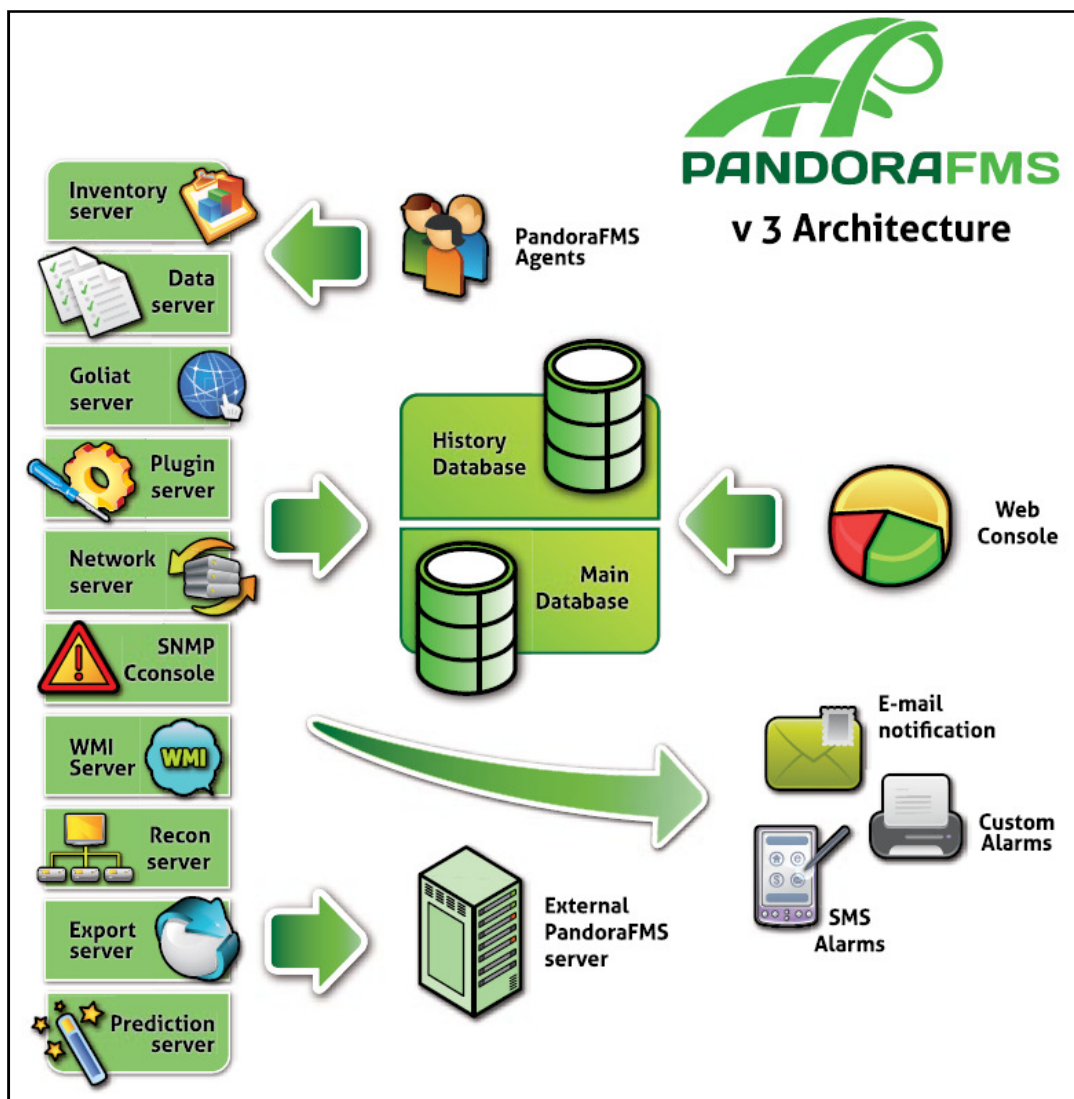 PANDORAFMS
v 3 Architecture
Inventory
server
Data
server
Goliat
server
Plugin
server
Network
server
SNMP
Cconsole
WMI
Server
WMI
Recon
server
Export
server
Prediction
server
PandoraFMS
Agents
History
Database
Main
Database
Web
Console
E-mail
notification
Custom
Alarms
SMS
Alarms
External
PandoraFMS
server